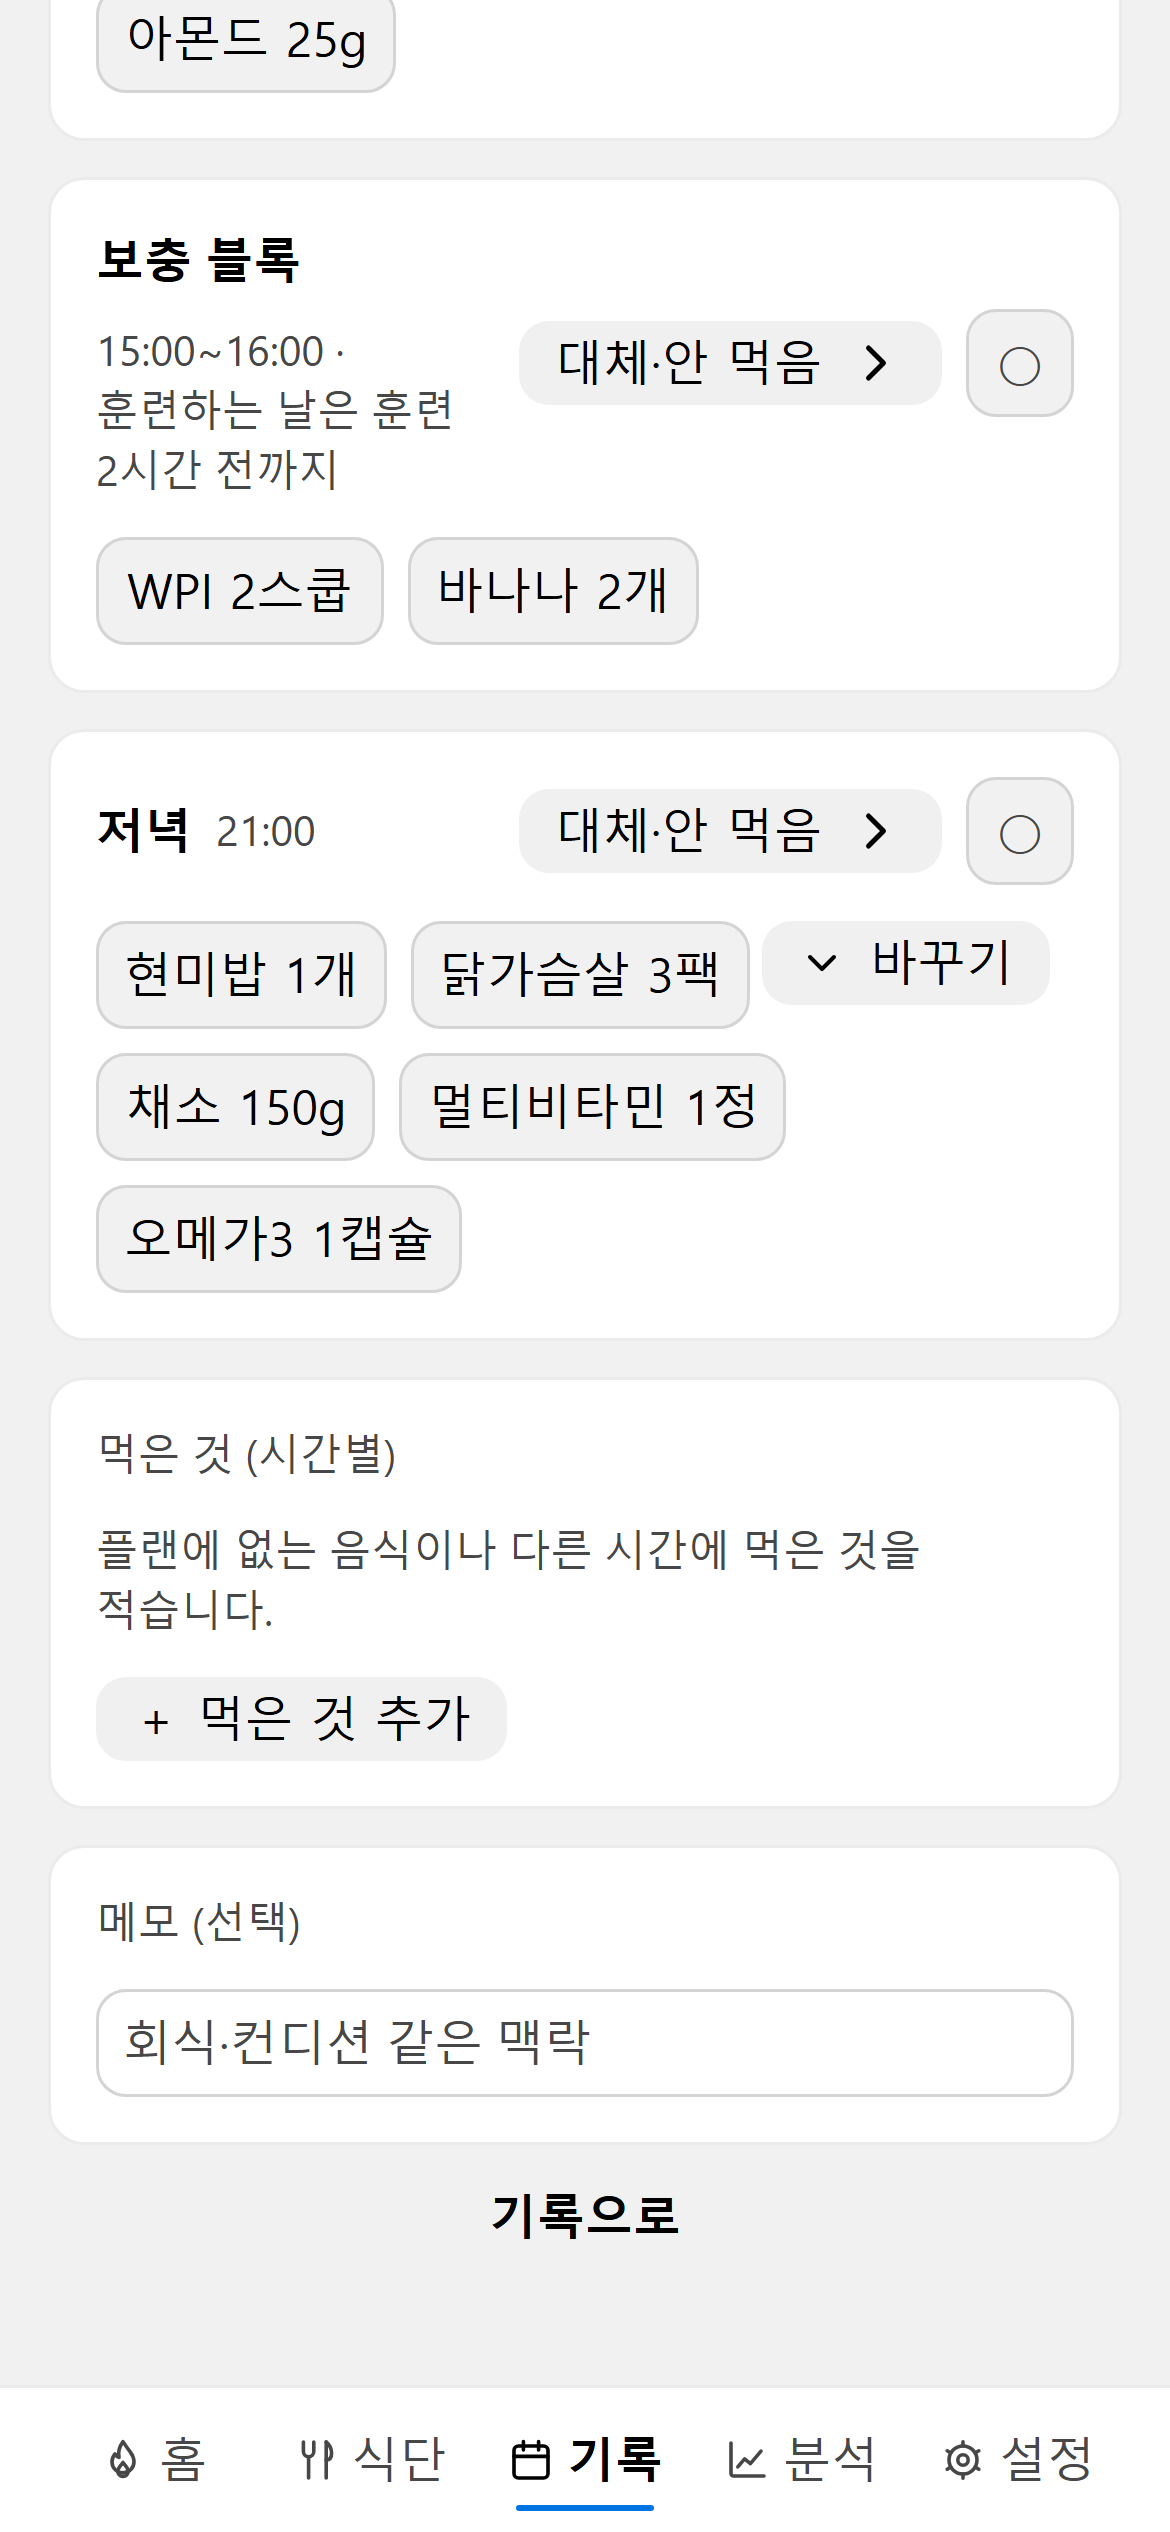 아몬드 25g
보충 블록
15:00~16:00 ·
훈련하는 날은 훈련
2시간 전까지
대체·안 먹음
WPI 2스쿱
바나나 2개
저녁 21:00
대체·안 먹음
현미밥 1개
닭가슴살 3팩
바꾸기
채소 150g
멀티비타민 1정
오메가3 1캡슐
먹은 것 (시간별)
플랜에 없는 음식이나 다른 시간에 먹은 것을
적습니다.
+ 먹은 것 추가
메모 (선택)
회식·컨디션 같은 맥락
기록으로
홈
식단
기록
분석
설정